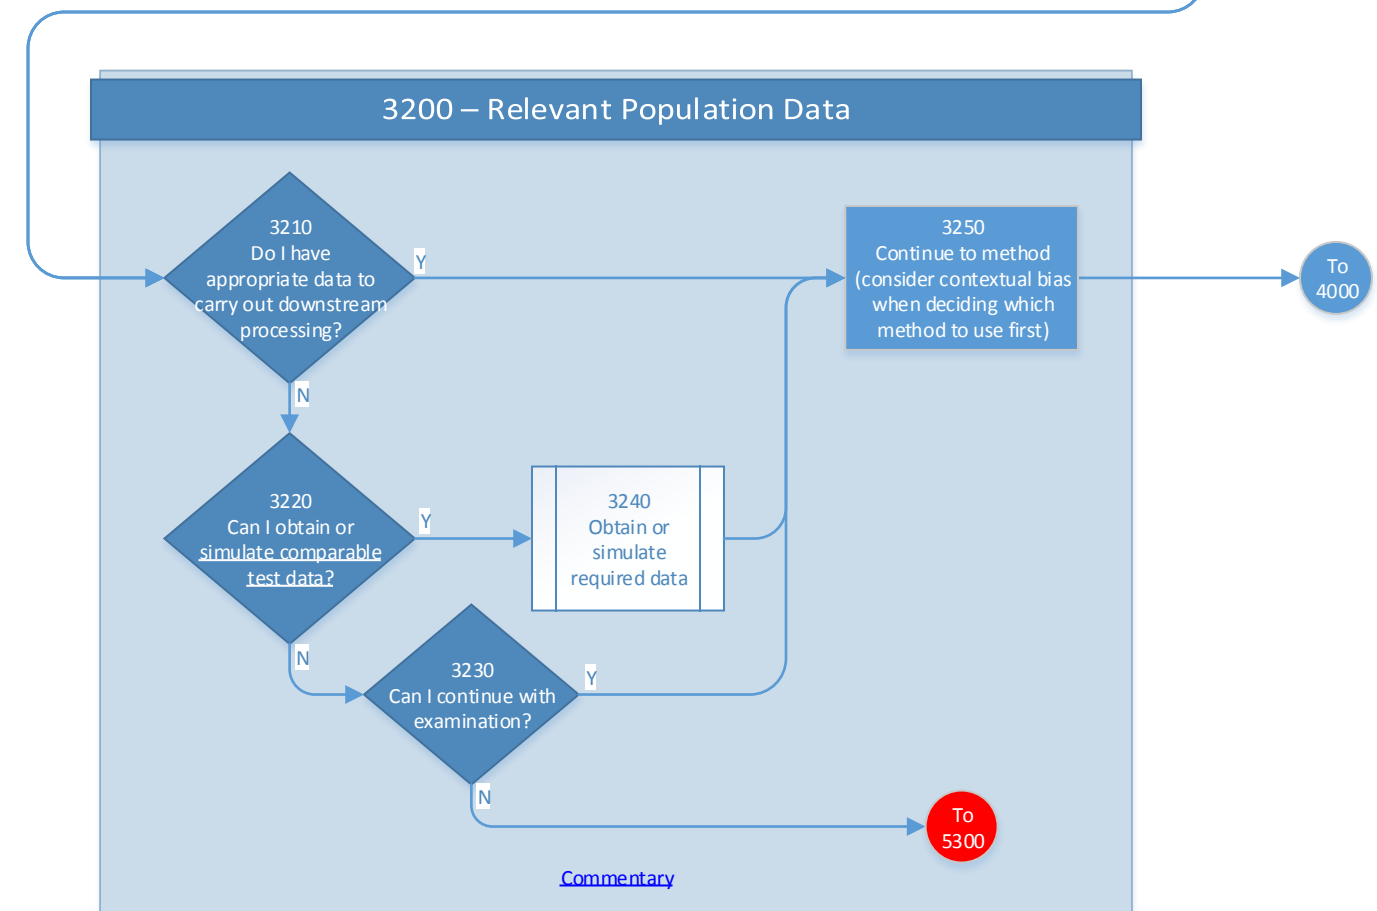 3200 – Relevant Population Data
3210
Do I have
appropriate data to
carry out downstream
processing?
Y
3250
Continue to method
(consider contextual bias
when deciding which
method to use first)
To
4000
N
3220
Can I obtain or
simulate comparable
test data?
Y
3240
Obtain or
simulate
required data
N
3230
Can I continue with
examination?
Y
N
To
5300
Commentary